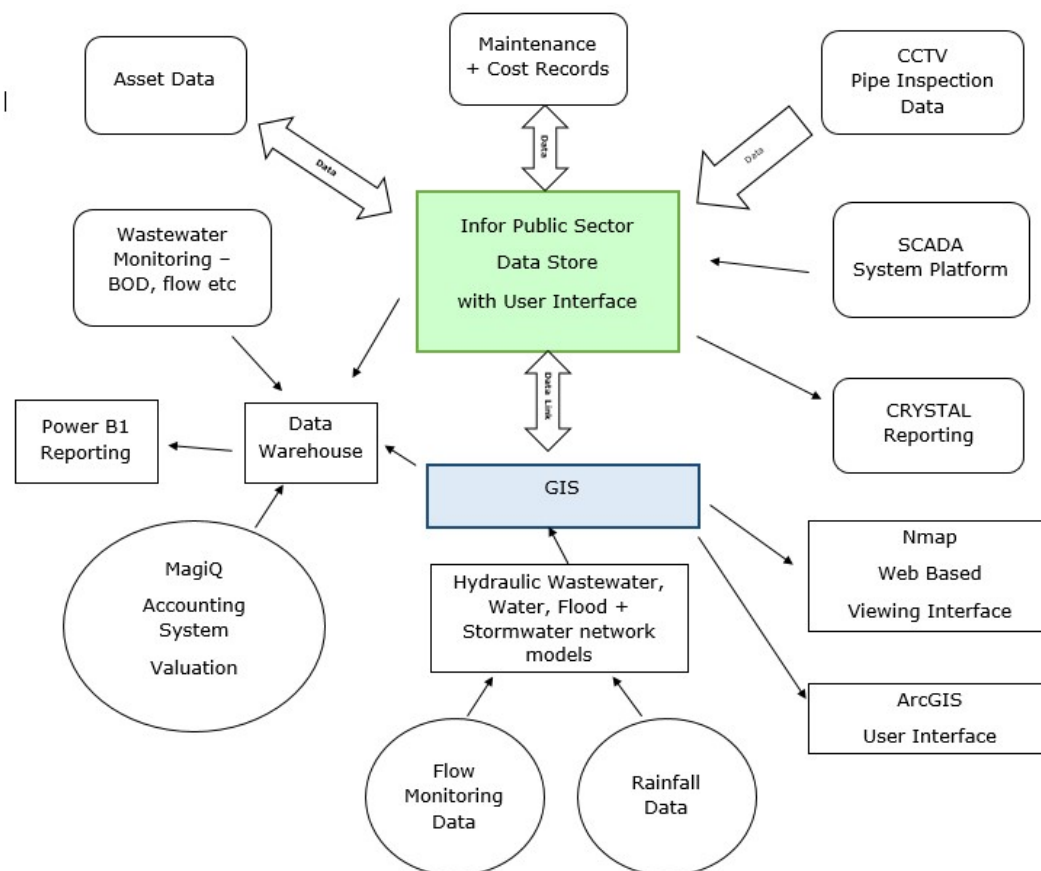 Asset Data
Maintenance
+ Cost Records
CCTV
Pipe Inspection
Data
Data
Data
Data
Wastewater
Monitoring –
BOD, flow etc
Infor Public Sector
Data Store
with User Interface
SCADA
System Platform
Data Link
Power B1
Reporting
Data
Warehouse
CRYSTAL
Reporting
GIS
MagiQ
Accounting
System
Valuation
Hydraulic Wastewater,
Water, Flood +
Stormwater network
models
Nmap
Web Based
Viewing Interface
ArcGIS
User Interface
Flow
Monitoring
Data
Rainfall
Data